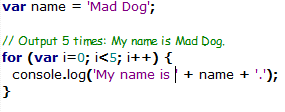 var name = 'Mad Dog';
// Output 5 times: My name is Mad Dog.
for (var i=0; i<5; i++) {
console.log('My name is ' + name + '.');
}